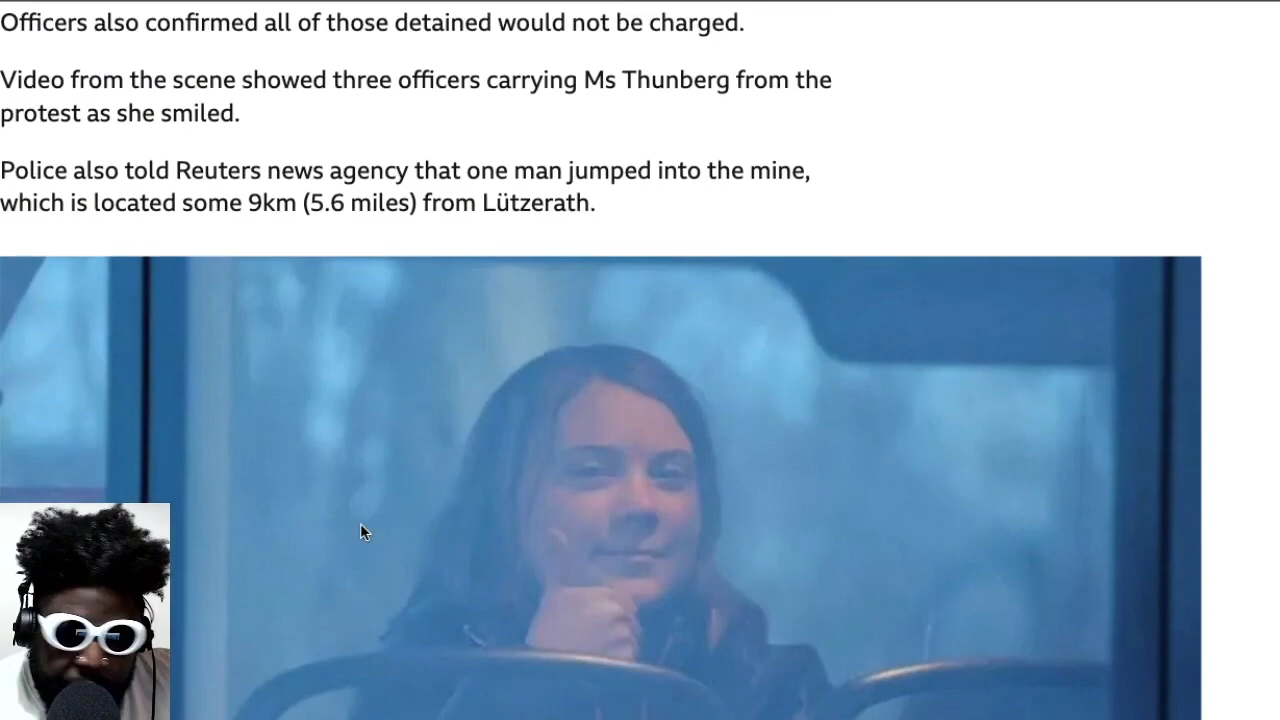 Officers also confirmed all of those detained would not be charged.
Video from the scene showed three officers carrying Ms Thunberg from the
protest as she smiled.
Police also told Reuters news agency that one man jumped into the mine,
which is located some 9km (5.6 miles) from Lützerath.